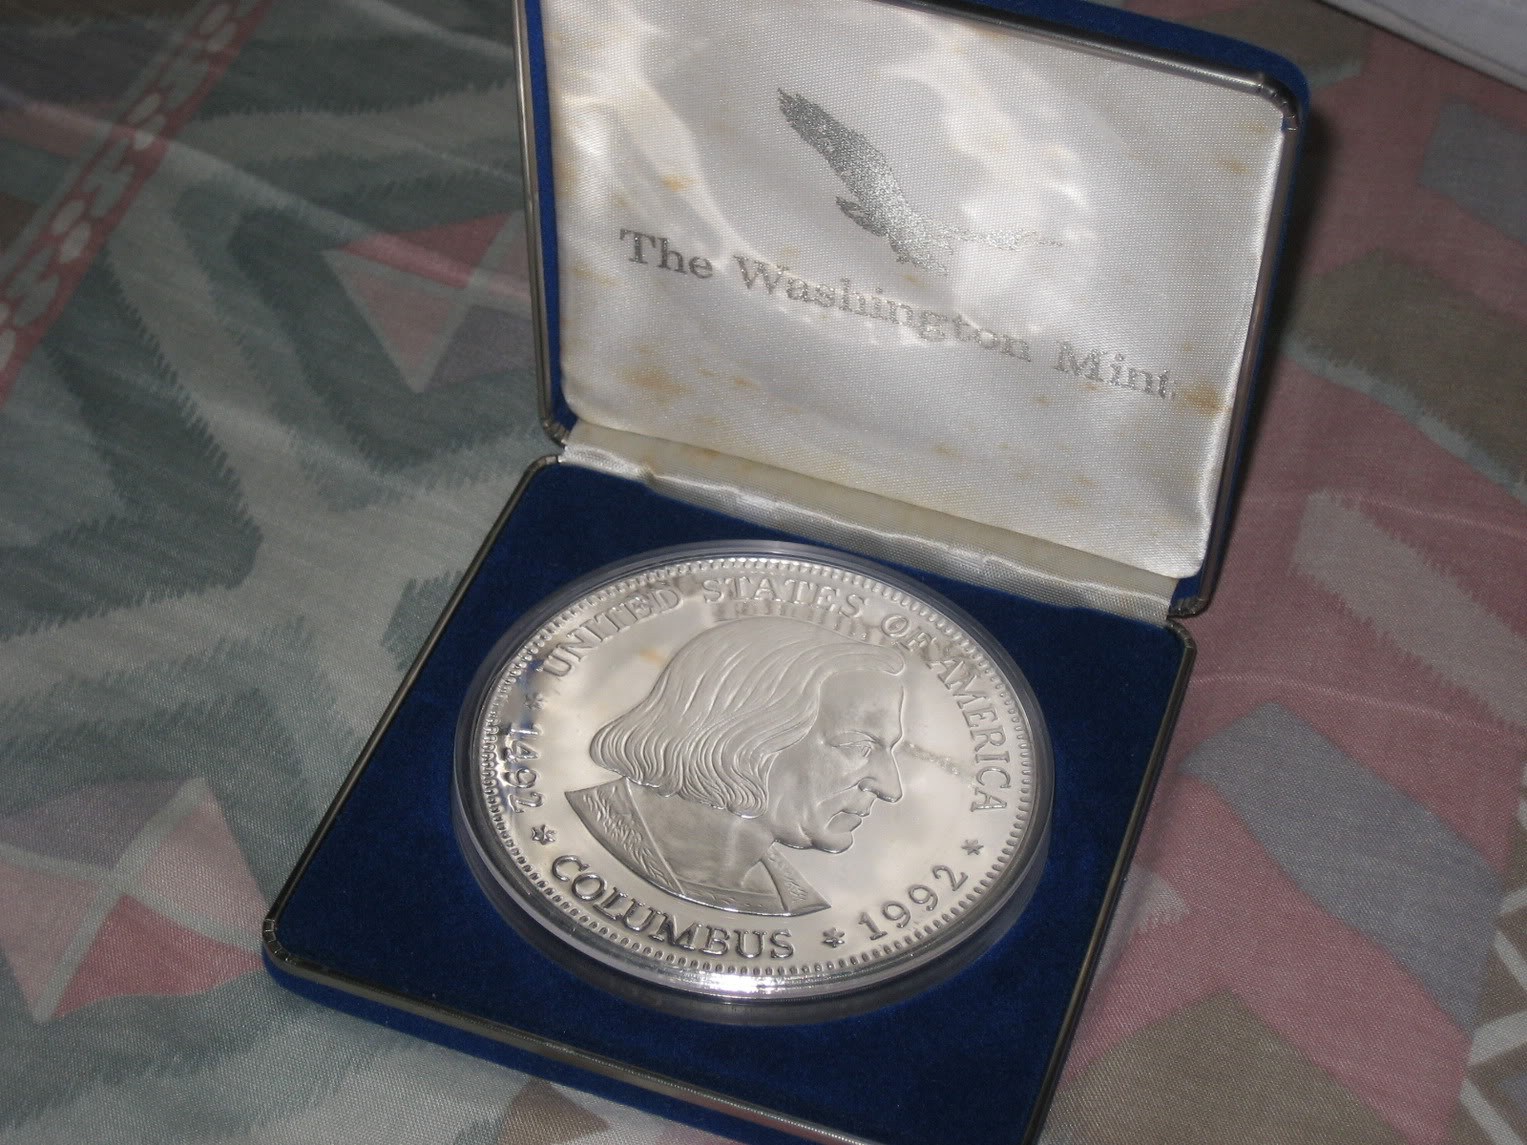 The Washington Mint
UNITED STATES OF AMERICA
1492 * COLUMBUS * 1992 *